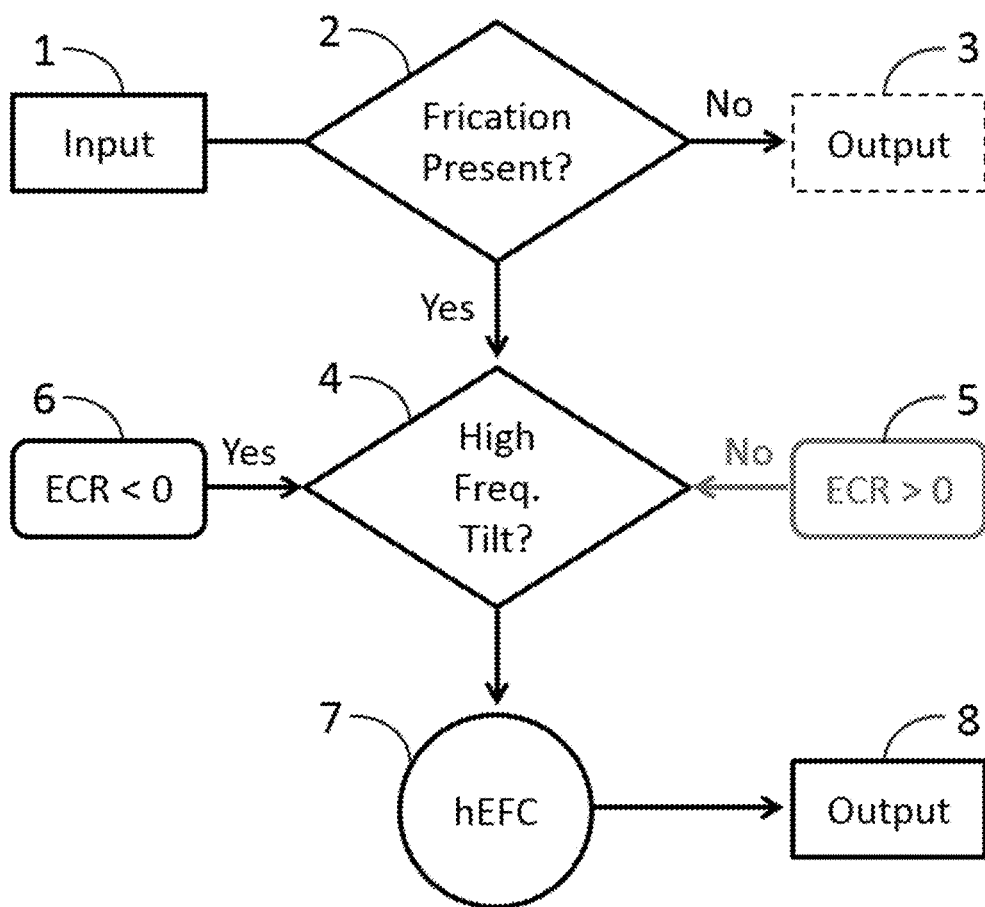 1
2
3
Input
Frication
Present?
No
Output
Yes
6
4
5
ECR < 0
Yes
High
Freq.
Tilt?
No
ECR > 0
7
8
hEFC
Output